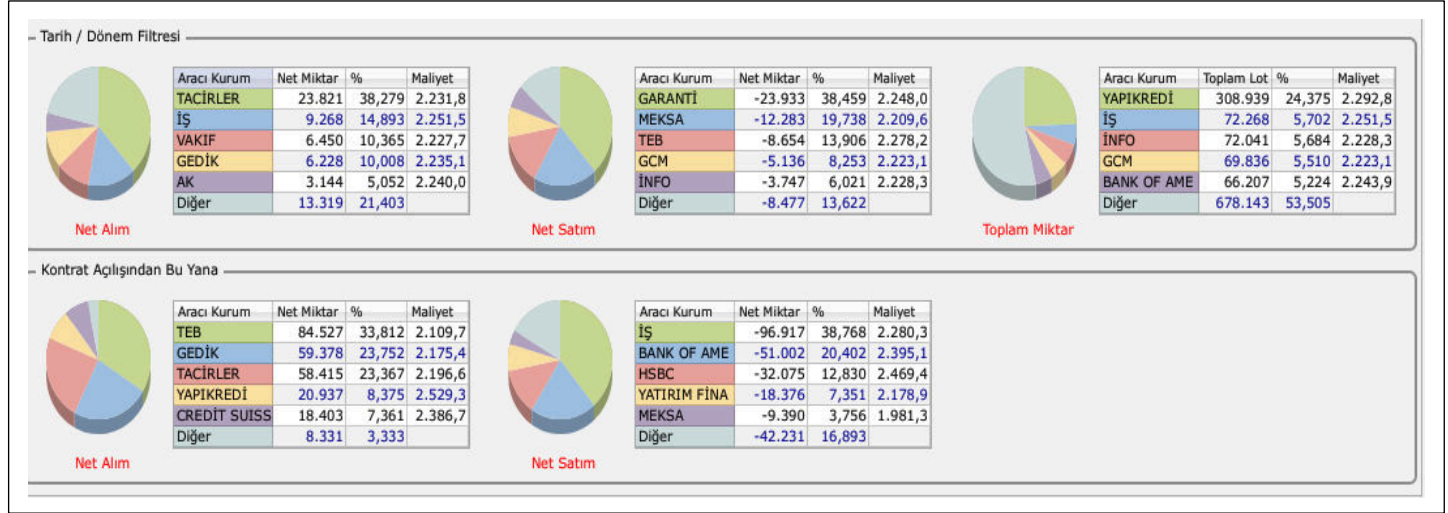 Tarih / Dönem Filtresi
Aracı Kurum Net Miktar % Maliyet
TACİRLER 23.821 38,279 2.231,8
İŞ 9.268 14,893 2.251,5
VAKIF 6.450 10,365 2.227,7
GEDİK 6.228 10,008 2.235,1
AK 3.144 5,052 2.240,0
Diğer 13.319 21,403
Net Alım
Aracı Kurum Net Miktar % Maliyet
GARANTİ -23.933 38,459 2.248,0
MEKSA -12.283 19,738 2.209,6
TEB -8.654 13,906 2.278,2
GCM -5.136 8,253 2.223,1
İNFO -3.747 6,021 2.228,3
Diğer -8.477 13,622
Net Satım
Aracı Kurum Toplam Lot % Maliyet
YAPIKREDİ 308.939 24,375 2.292,8
İŞ 72.268 5,702 2.251,5
İNFO 72.041 5,684 2.228,3
GCM 69.836 5,510 2.223,1
BANK OF AME 66.207 5,224 2.243,9
Diğer 678.143 53,505
Toplam Miktar
Kontrat Açılışından Bu Yana
Aracı Kurum Net Miktar % Maliyet
TEB 84.527 33,812 2.109,7
GEDİK 59.378 23,752 2.175,4
TACİRLER 58.415 23,367 2.196,6
YAPIKREDİ 20.937 8,375 2.529,3
CREDİT SUISS 18.403 7,361 2.386,7
Diğer 8.331 3,333
Net Alım
Aracı Kurum Net Miktar % Maliyet
İŞ -96.917 38,768 2.280,3
BANK OF AME -51.002 20,402 2.395,1
HSBC -32.075 12,830 2.469,4
YATIRIM FİNA -18.376 7,351 2.178,9
MEKSA -9.390 3,756 1.981,3
Diğer -42.231 16,893
Net Satım